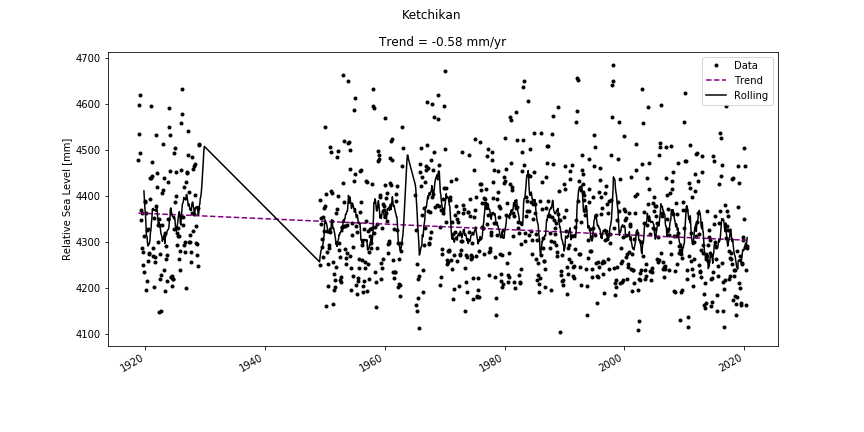 Ketchikan
Trend = -0.58 mm/yr
Relative Sea Level [mm]
4700
4600
4500
4400
4300
4200
4100
1920
1940
1960
1980
2000
2020
Data
Trend
Rolling